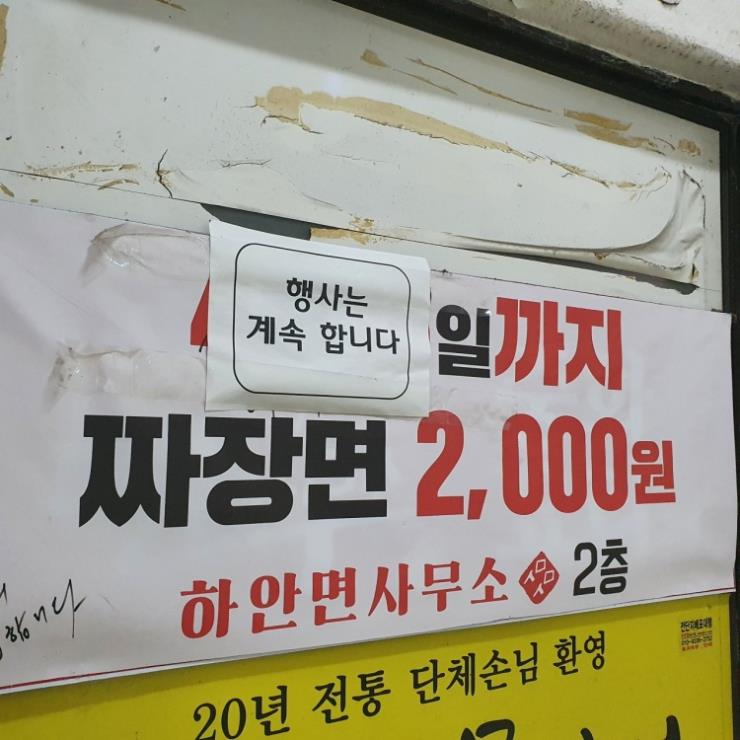 행사는
계속 합니다
일까지
짜장면 2,000원
하안면사무소 2층
20년 전통 단체손님 환영